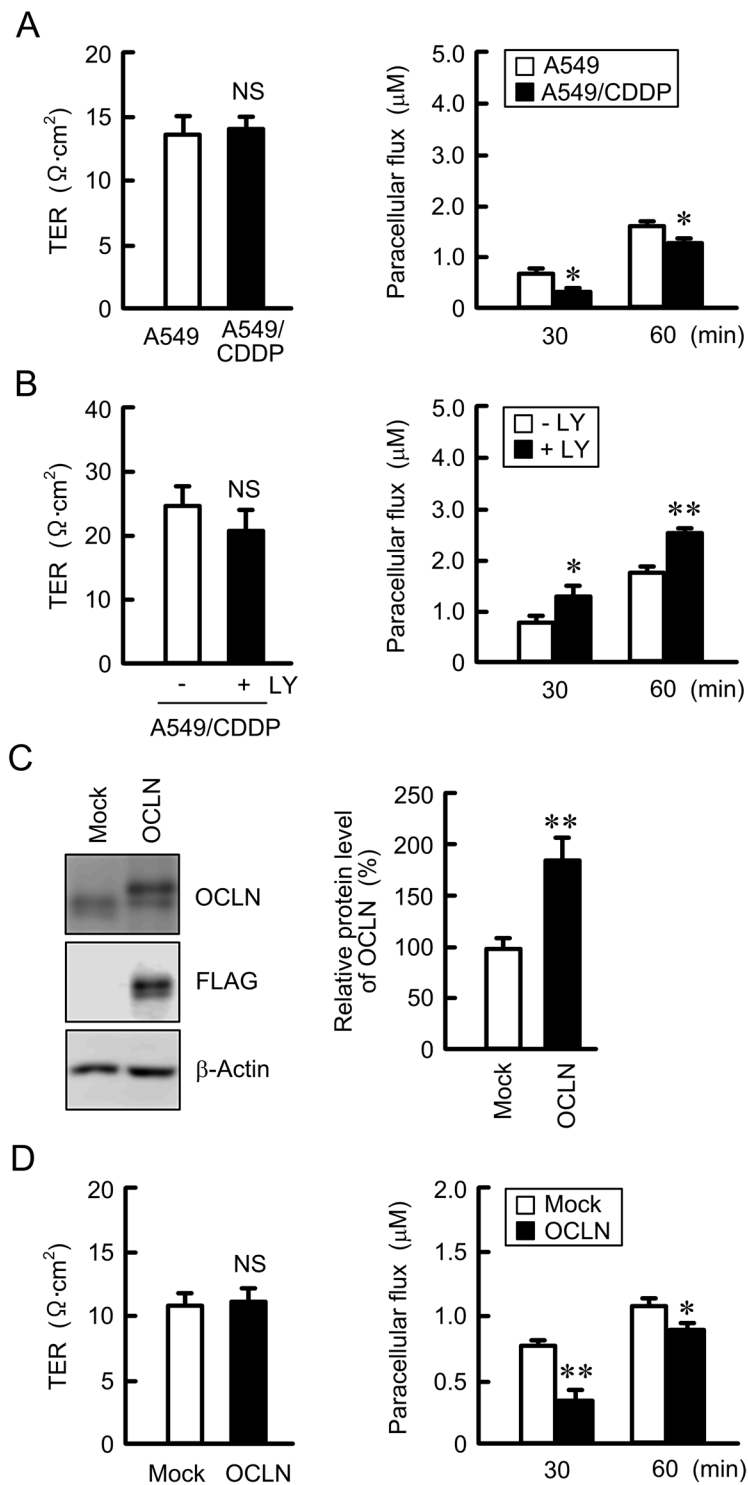 A
TER (Ω·cm2)
20
15
10
5
0
NS
A549
A549/
CDDP
Paracellular flux (μM)
5.0
4.0
3.0
2.0
1.0
0
A549
A549/CDDP
*
*
30
60 (min)
B
TER (Ω·cm2)
40
30
20
10
0
NS
-
+
LY
A549/CDDP
Paracellular flux (μM)
5.0
4.0
3.0
2.0
1.0
0
- LY
+ LY
*
**
30
60 (min)
C
Mock
OCLN
OCLN
FLAG
β-Actin
Relative protein level
of OCLN (%)
250
200
150
100
50
0
**
Mock
OCLN
D
TER (Ω·cm2)
20
15
10
5
0
NS
Mock
OCLN
Paracellular flux (μM)
2.0
1.5
1.0
0.5
0
Mock
OCLN
**
*
30
60 (min)